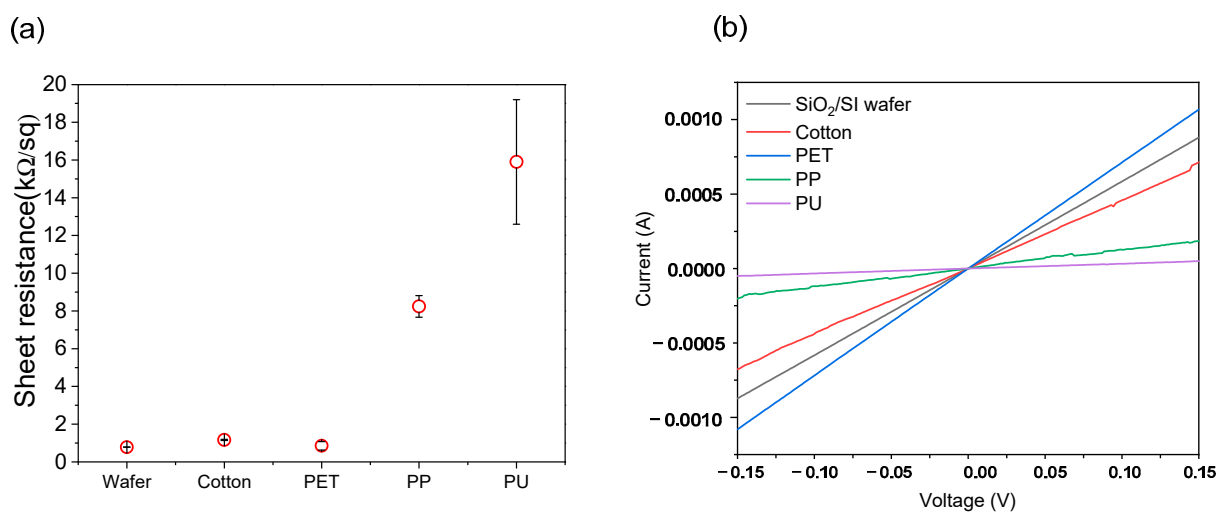 (a)
Sheet resistance(kΩ/sq)
20
18
16
14
12
10
8
6
4
2
0
Wafer Cotton PET PP PU
(b)
Current (A)
0.0010
0.0005
0.0000
−0.0005
−0.0010
SiO₂/SI wafer
Cotton
PET
PP
PU
−0.15 −0.10 −0.05 0.00 0.05 0.10 0.15
Voltage (V)